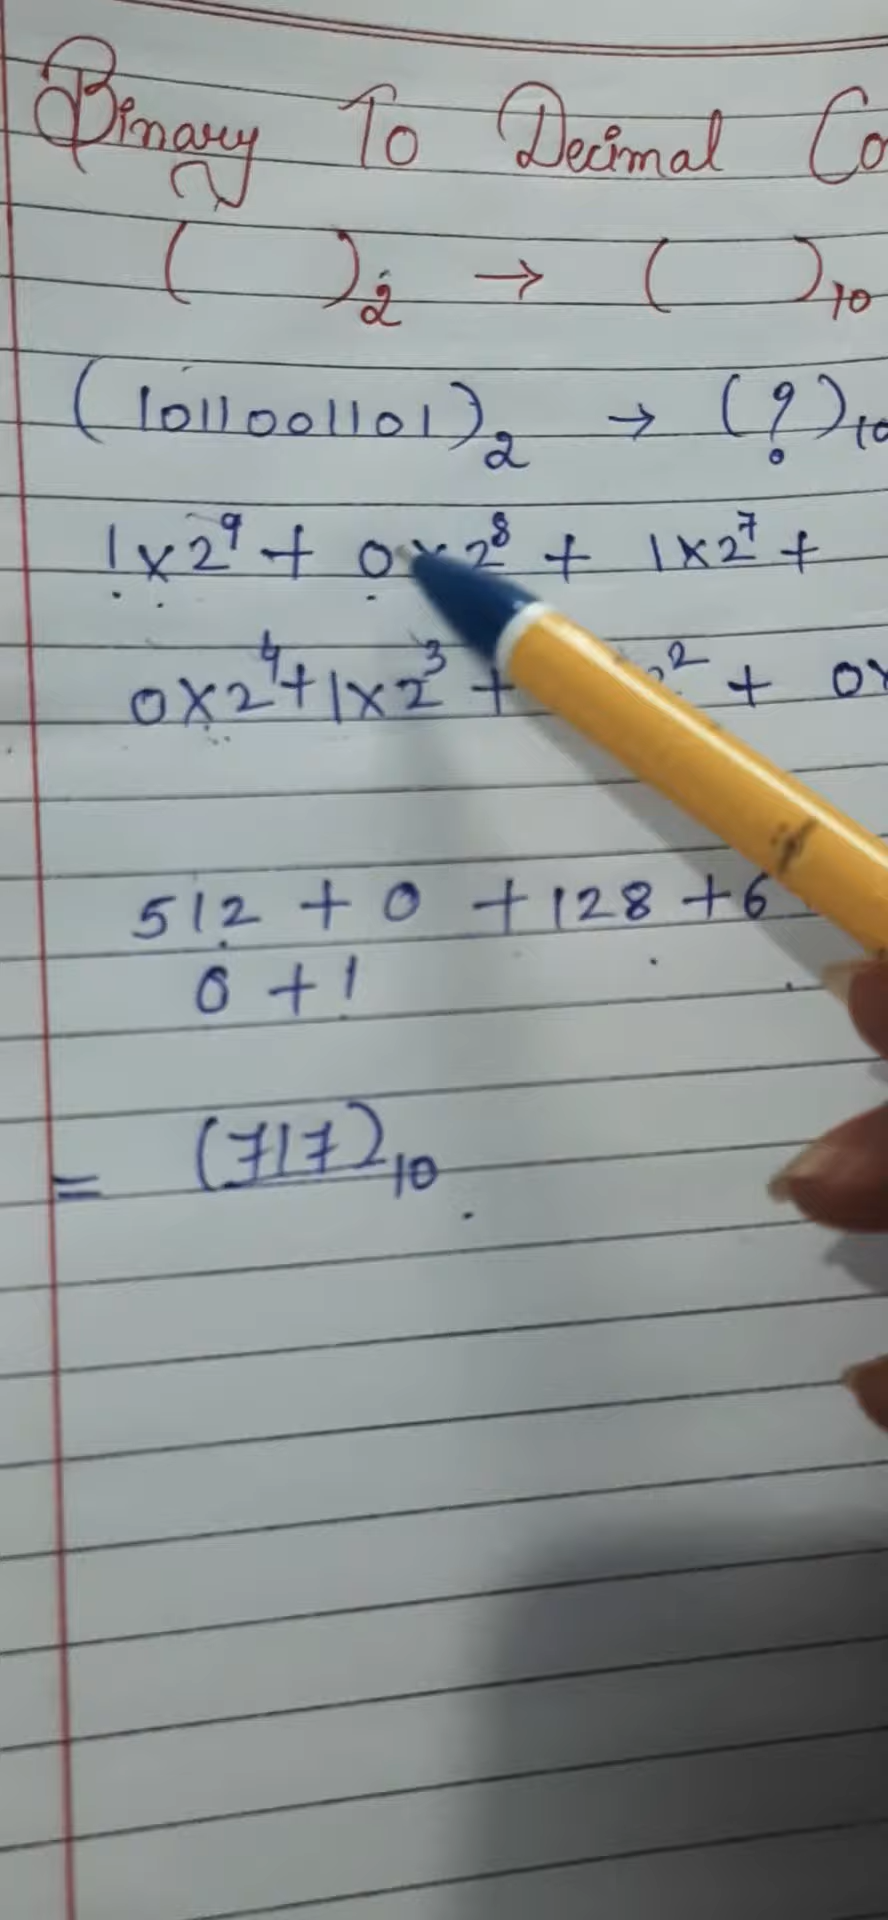 Binary To Decimal Co
( )₂ → ( )₁₀
(1011001101)₂ → (?)₁₀
1×2⁹ + 0×2⁸ + 1×2⁷ +
0×2⁴+1×2³ + 2² + 0×
512 + 0 + 128 + 6
0 + 1
= (717)₁₀